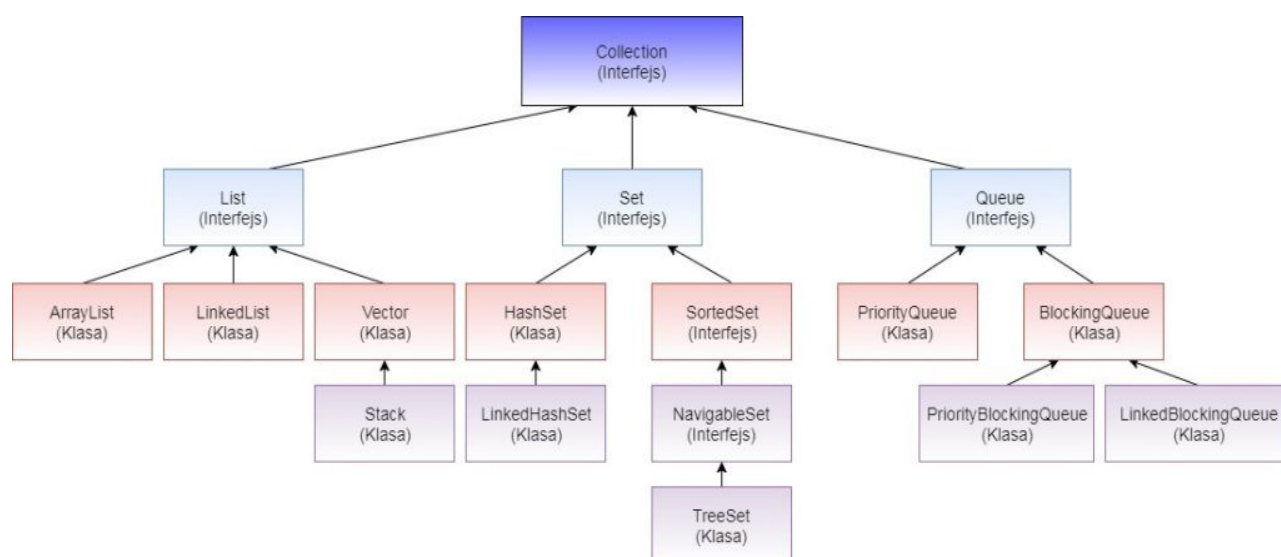 Collection
(Interfejs)
List
(Interfejs)
Set
(Interfejs)
Queue
(Interfejs)
ArrayList
(Klasa)
LinkedList
(Klasa)
Vector
(Klasa)
HashSet
(Klasa)
SortedSet
(Interfejs)
PriorityQueue
(Klasa)
BlockingQueue
(Klasa)
Stack
(Klasa)
LinkedHashSet
(Klasa)
NavigableSet
(Interfejs)
PriorityBlockingQueue
(Klasa)
LinkedBlockingQueue
(Klasa)
TreeSet
(Klasa)